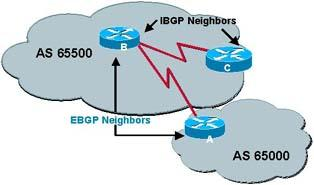 IBGP Neighbors
AS 65500
B
C
EBGP Neighbors
A
AS 65000